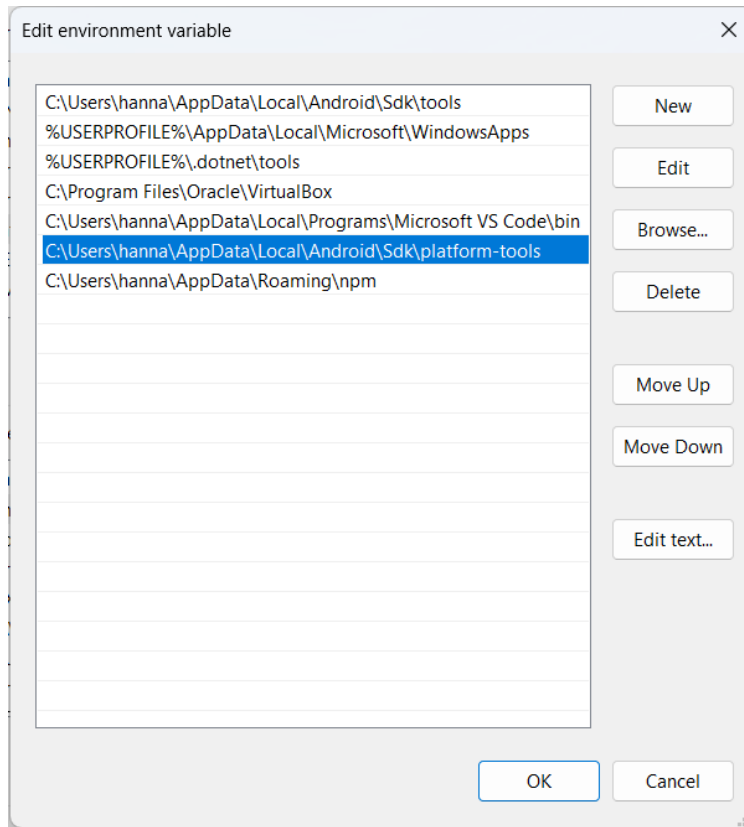 Edit environment variable
C:\Users\hanna\AppData\Local\Android\Sdk\tools
%USERPROFILE%\AppData\Local\Microsoft\WindowsApps
%USERPROFILE%\.dotnet\tools
C:\Program Files\Oracle\VirtualBox
C:\Users\hanna\AppData\Local\Programs\Microsoft VS Code\bin
C:\Users\hanna\AppData\Local\Android\Sdk\platform-tools
C:\Users\hanna\AppData\Roaming\npm
New
Edit
Browse...
Delete
Move Up
Move Down
Edit text...
OK
Cancel